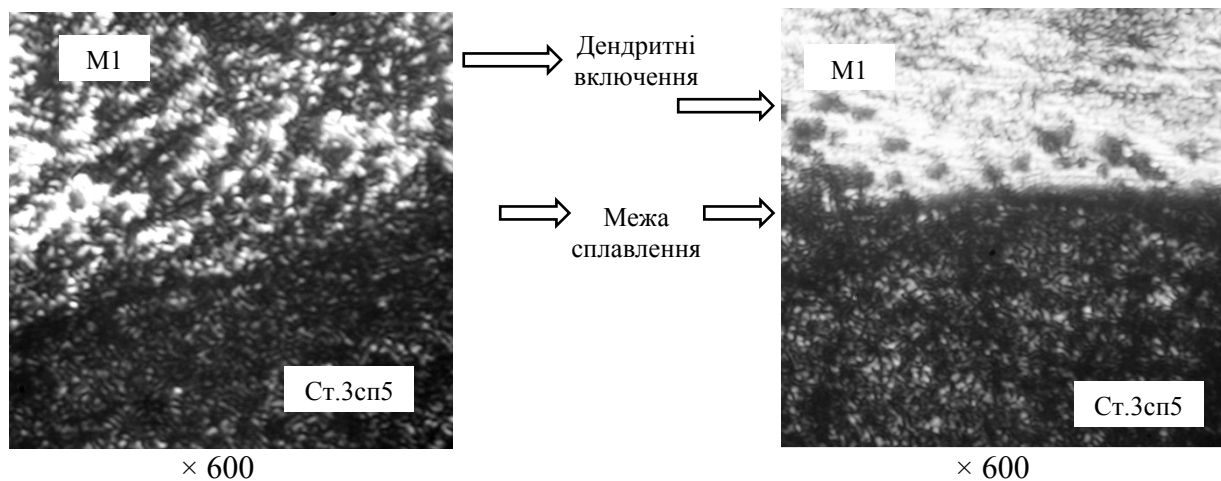 М1
Дендритні
включення
М1
Межа
сплавлення
Ст.3сп5
Ст.3сп5
× 600
× 600